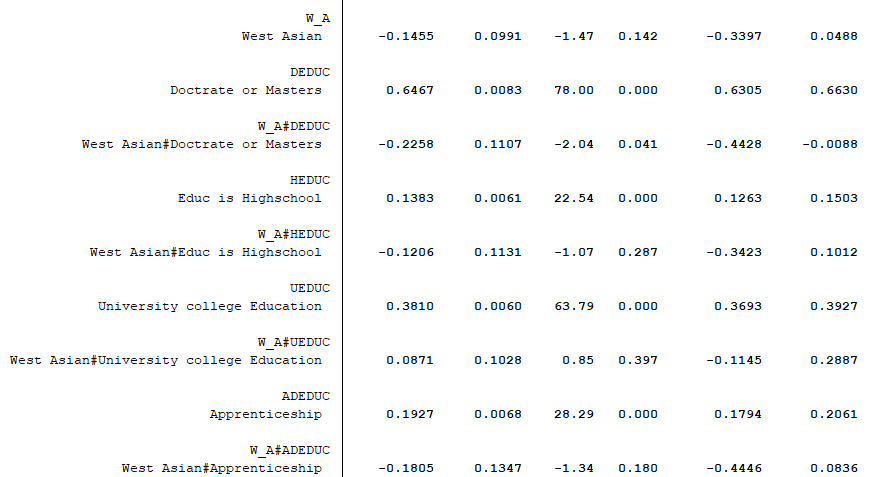 W_A
West Asian -0.1455 0.0991 -1.47 0.142 -0.3397 0.0488
DEDUC
Doctrate or Masters 0.6467 0.0083 78.00 0.000 0.6305 0.6630
W_A#DEDUC
West Asian#Doctrate or Masters -0.2258 0.1107 -2.04 0.041 -0.4428 -0.0088
HEDUC
Educ is Highschool 0.1383 0.0061 22.54 0.000 0.1263 0.1503
W_A#HEDUC
West Asian#Educ is Highschool -0.1206 0.1131 -1.07 0.287 -0.3423 0.1012
UEDUC
University college Education 0.3810 0.0060 63.79 0.000 0.3693 0.3927
W_A#UEDUC
West Asian#University college Education 0.0871 0.1028 0.85 0.397 -0.1145 0.2887
ADEDUC
Apprenticeship 0.1927 0.0068 28.29 0.000 0.1794 0.2061
W_A#ADEDUC
West Asian#Apprenticeship -0.1805 0.1347 -1.34 0.180 -0.4446 0.0836